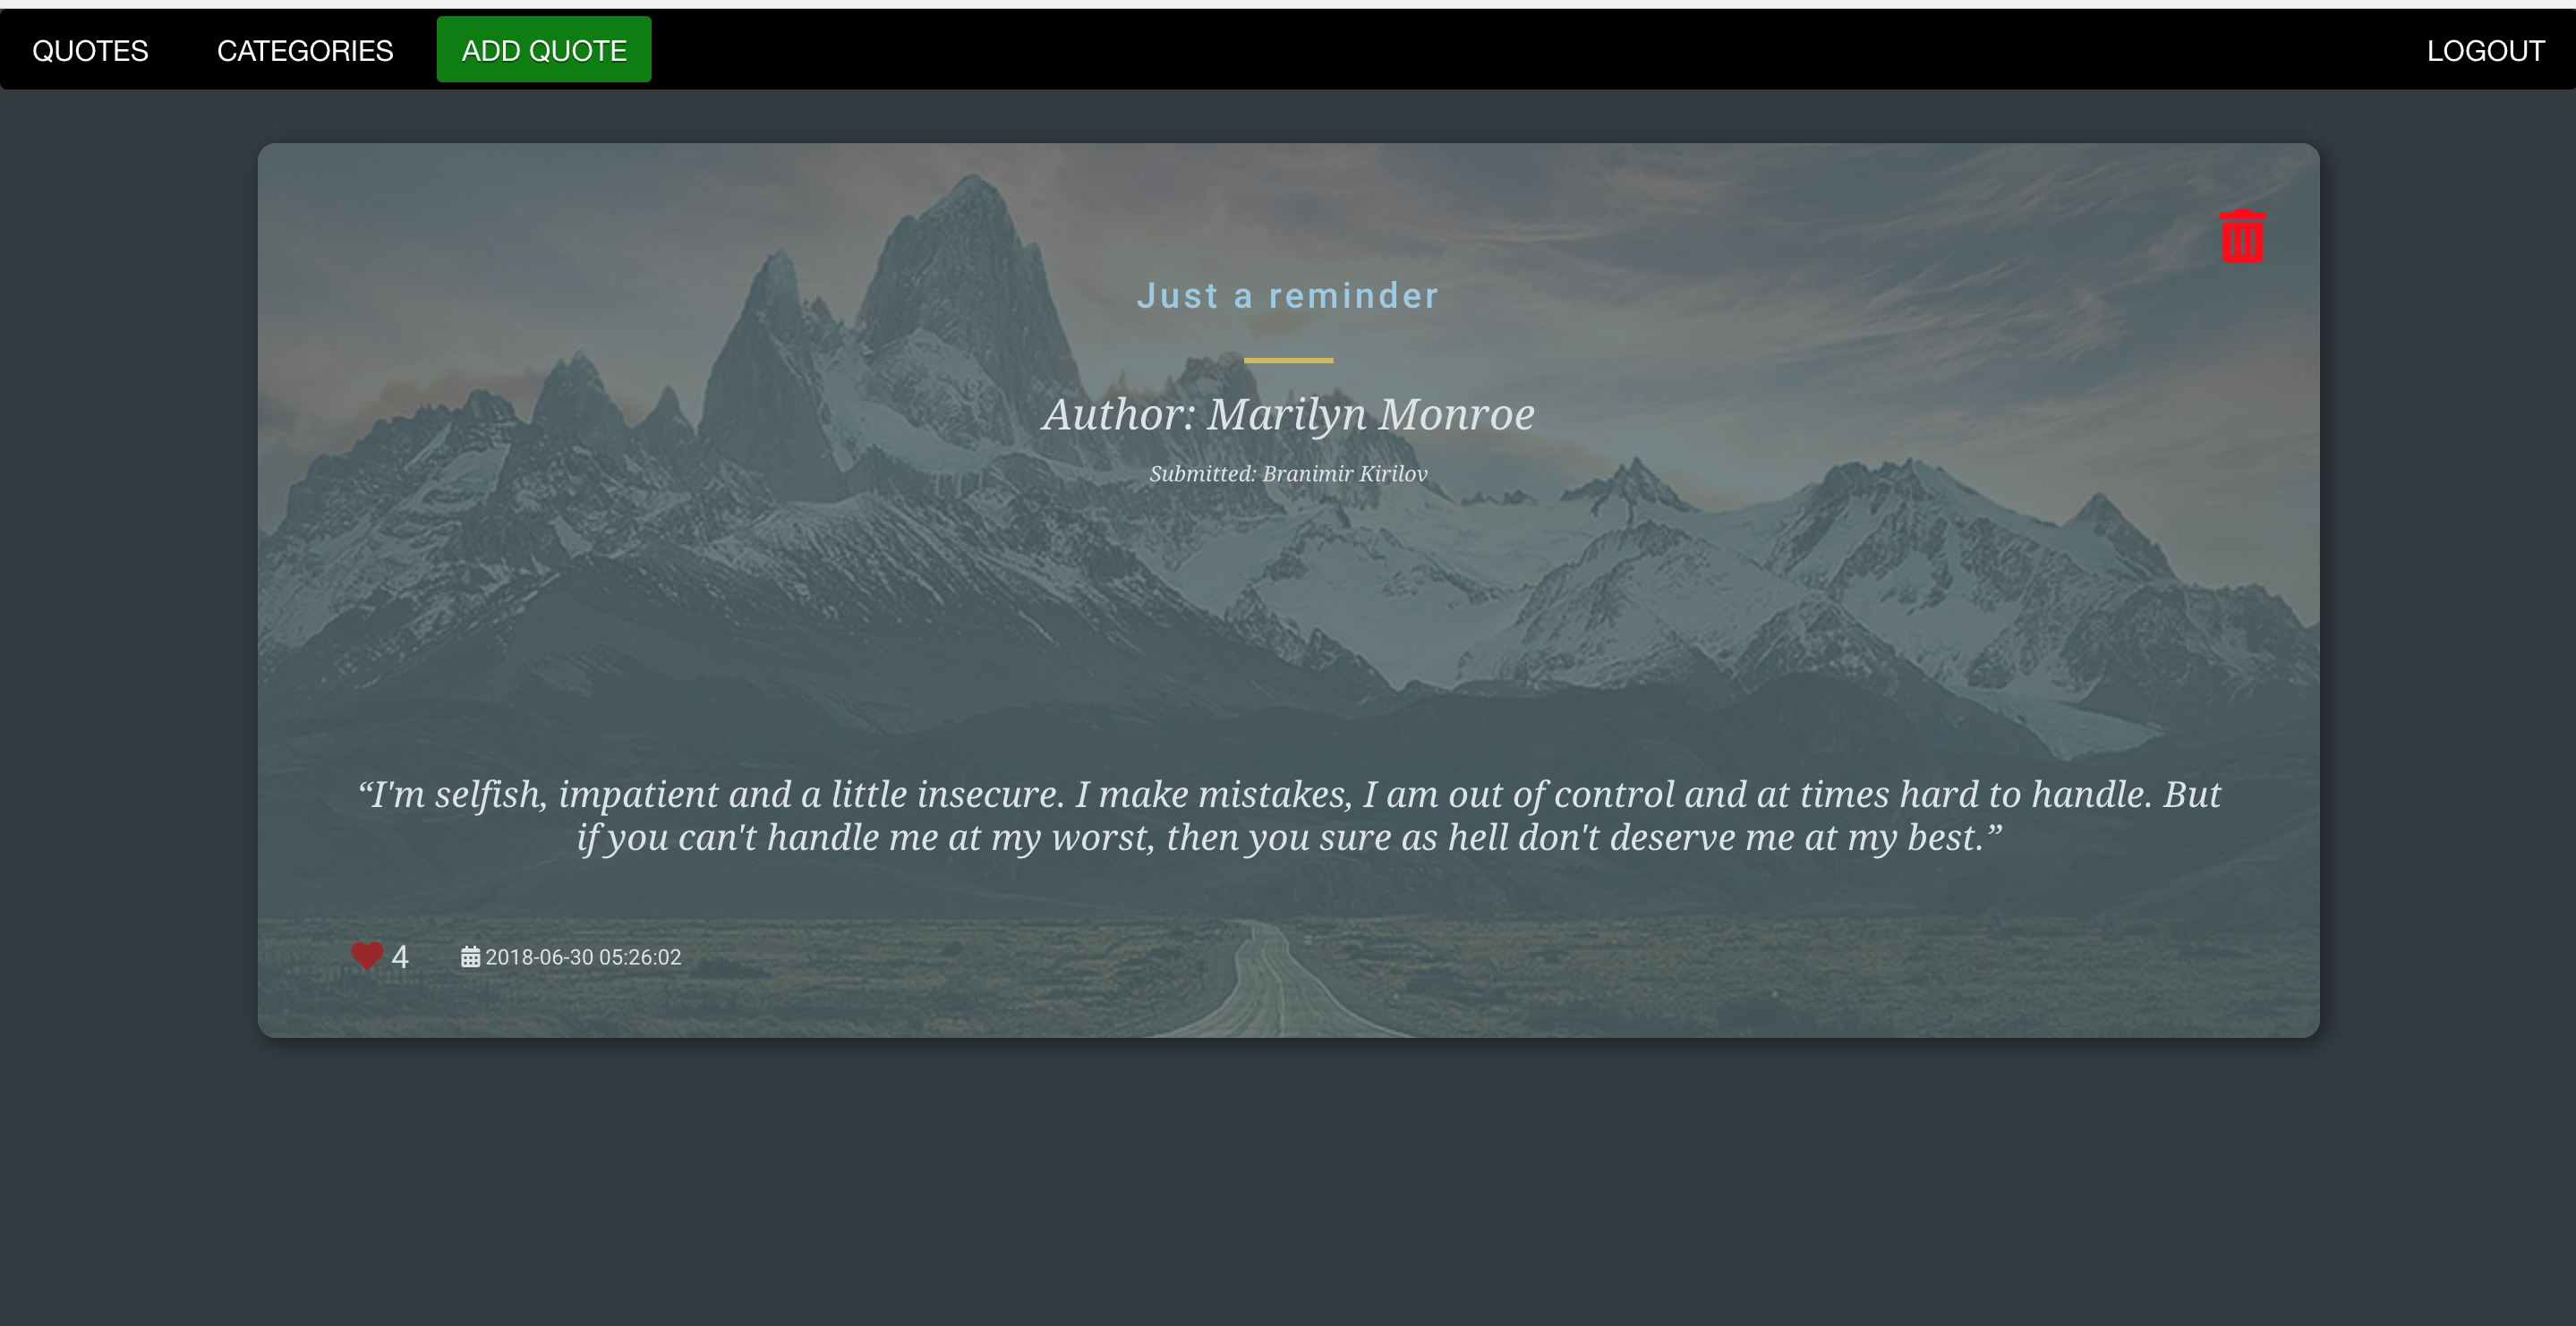 QUOTES CATEGORIES ADD QUOTE LOGOUT
Just a reminder
Author: Marilyn Monroe
Submitted: Branimir Kirilov
“I'm selfish, impatient and a little insecure. I make mistakes, I am out of control and at times hard to handle. But
if you can't handle me at my worst, then you sure as hell don't deserve me at my best.”
4 2018-06-30 05:26:02